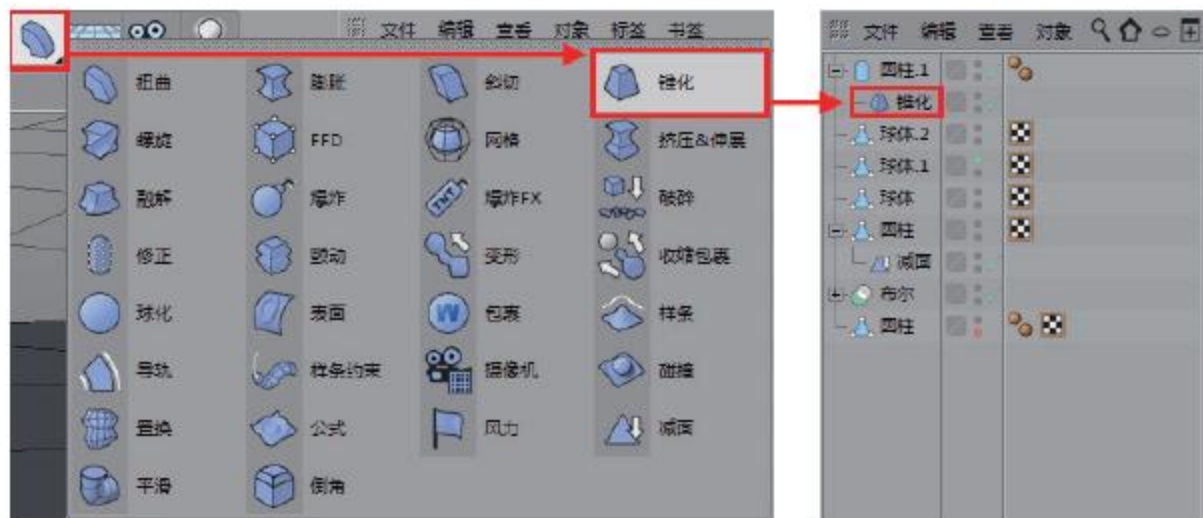 文件 编辑 查看 对象 标签 书签
扭曲 膨胀 斜切 锥化
螺旋 FFD 网格 挤压&伸展
融解 爆炸 TNT 爆炸FX 破碎
修正 颤动 变形 收缩包裹
球化 表面 W 包裹 样条
导轨 样条约束 摄像机 碰撞
置换 公式 风力 减面
平滑 倒角
文件 编辑 查看 对象
圆柱.1
锥化
球体.2
球体.1
球体
圆柱
减面
布尔
圆柱